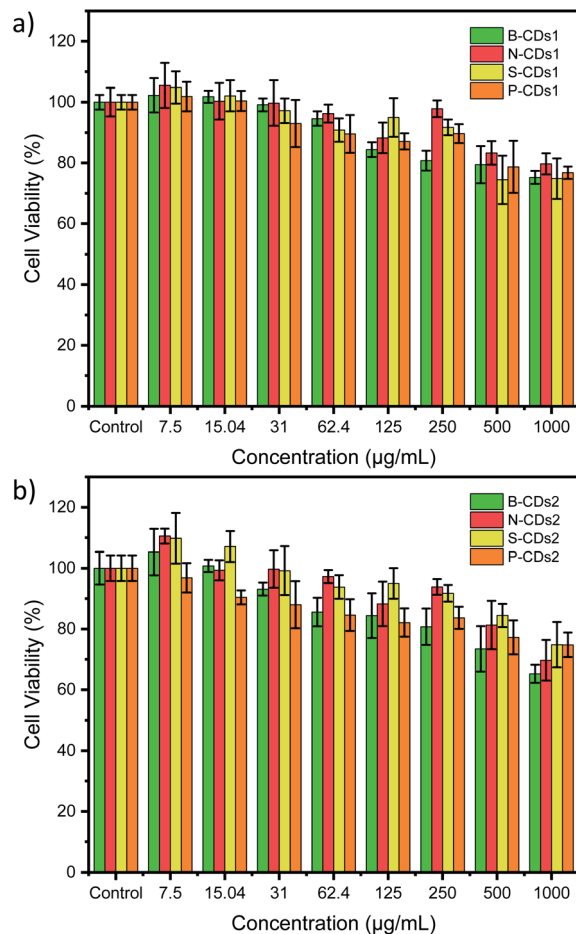 a)
120
100
80
60
40
20
0
Cell Viability (%)
B-CDs1
N-CDs1
S-CDs1
P-CDs1
Control 7.5 15.04 31 62.4 125 250 500 1000
Concentration (µg/mL)
b)
120
100
80
60
40
20
0
Cell Viability (%)
B-CDs2
N-CDs2
S-CDs2
P-CDs2
Control 7.5 15.04 31 62.4 125 250 500 1000
Concentration (µg/mL)